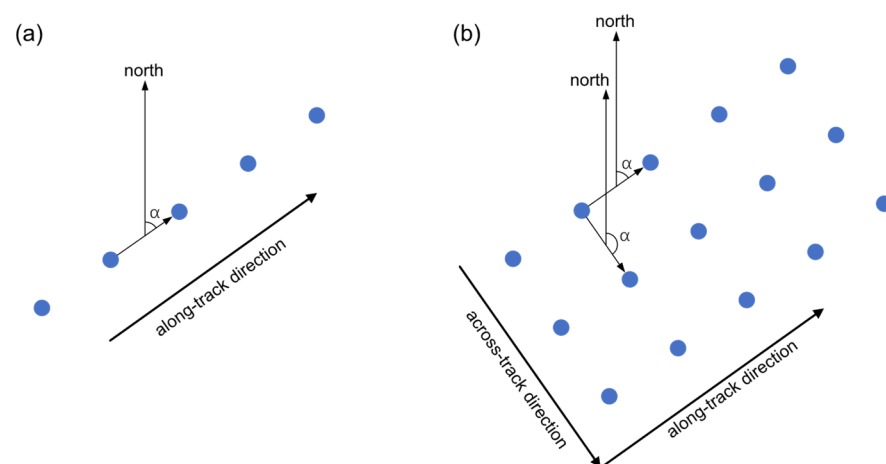 (a)
north
α
along-track direction
(b)
north
north
α
α
across-track direction
along-track direction